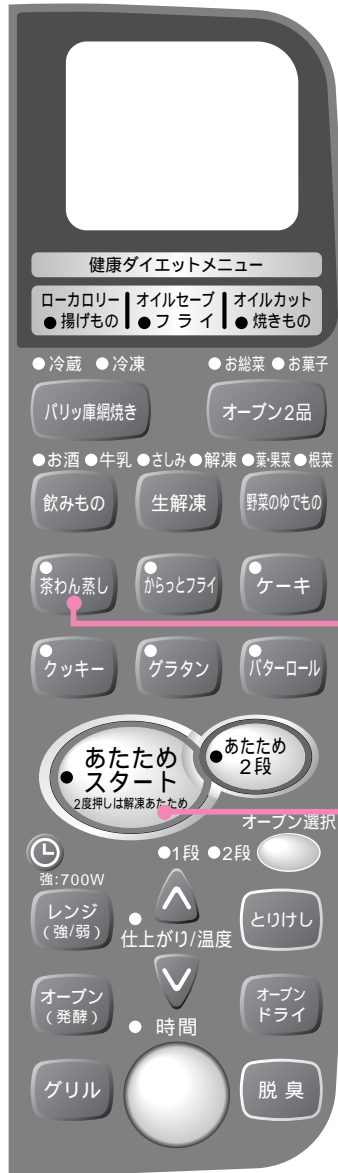 健康ダイエットメニュー
ローカロリー オイルセーブ オイルカット
●揚げもの ●フライ ●焼きもの
●冷蔵 ●冷凍 ●お総菜 ●お菓子
パリッ庫網焼き オーブン2品
●お酒 ●牛乳 ●さしみ ●解凍 ●葉・果菜 ●根菜
飲みもの 生解凍 野菜のゆでもの
茶わん蒸し からっとフライ ケーキ
クッキー グラタン バターロール
あたため
スタート
2度押しは解凍あたため
あたため
2段
オーブン選択
●1段 ●2段
強:700W
レンジ
(強/弱)
仕上がり/温度
とりけし
オーブン
(発酵)
オーブン
ドライ
時間
グリル
脱臭